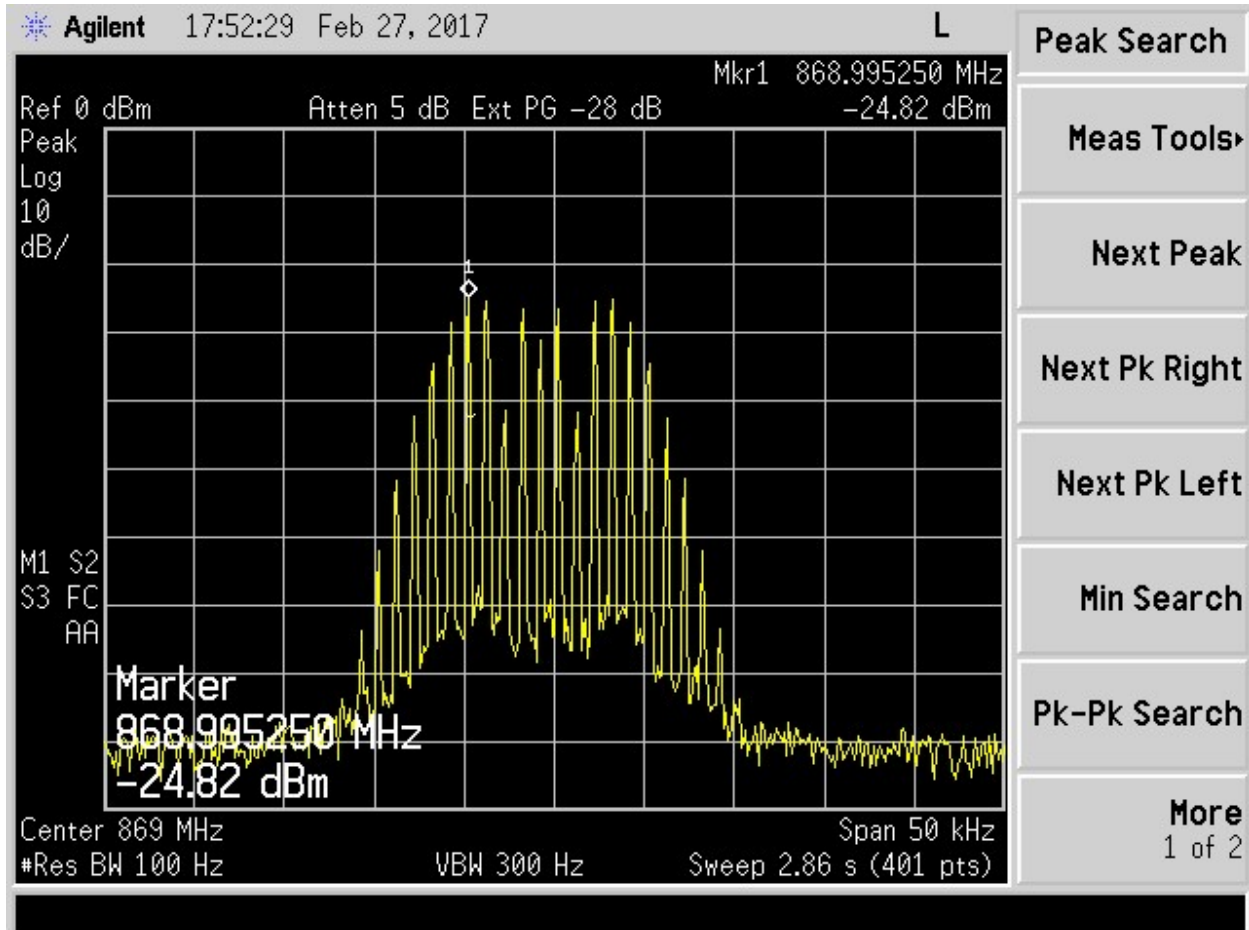 Agilent 17:52:29 Feb 27, 2017 L
Peak Search
Mkr1 868.995250 MHz
Ref 0 dBm Atten 5 dB Ext PG -28 dB -24.82 dBm
Peak
Log
10
dB/
1
M1 S2
S3 FC
AA
Marker
868.995250 MHz
-24.82 dBm
Center 869 MHz Span 50 kHz
#Res BW 100 Hz VBW 300 Hz Sweep 2.86 s (401 pts)
Meas Tools
Next Peak
Next Pk Right
Next Pk Left
Min Search
Pk-Pk Search
More
1 of 2